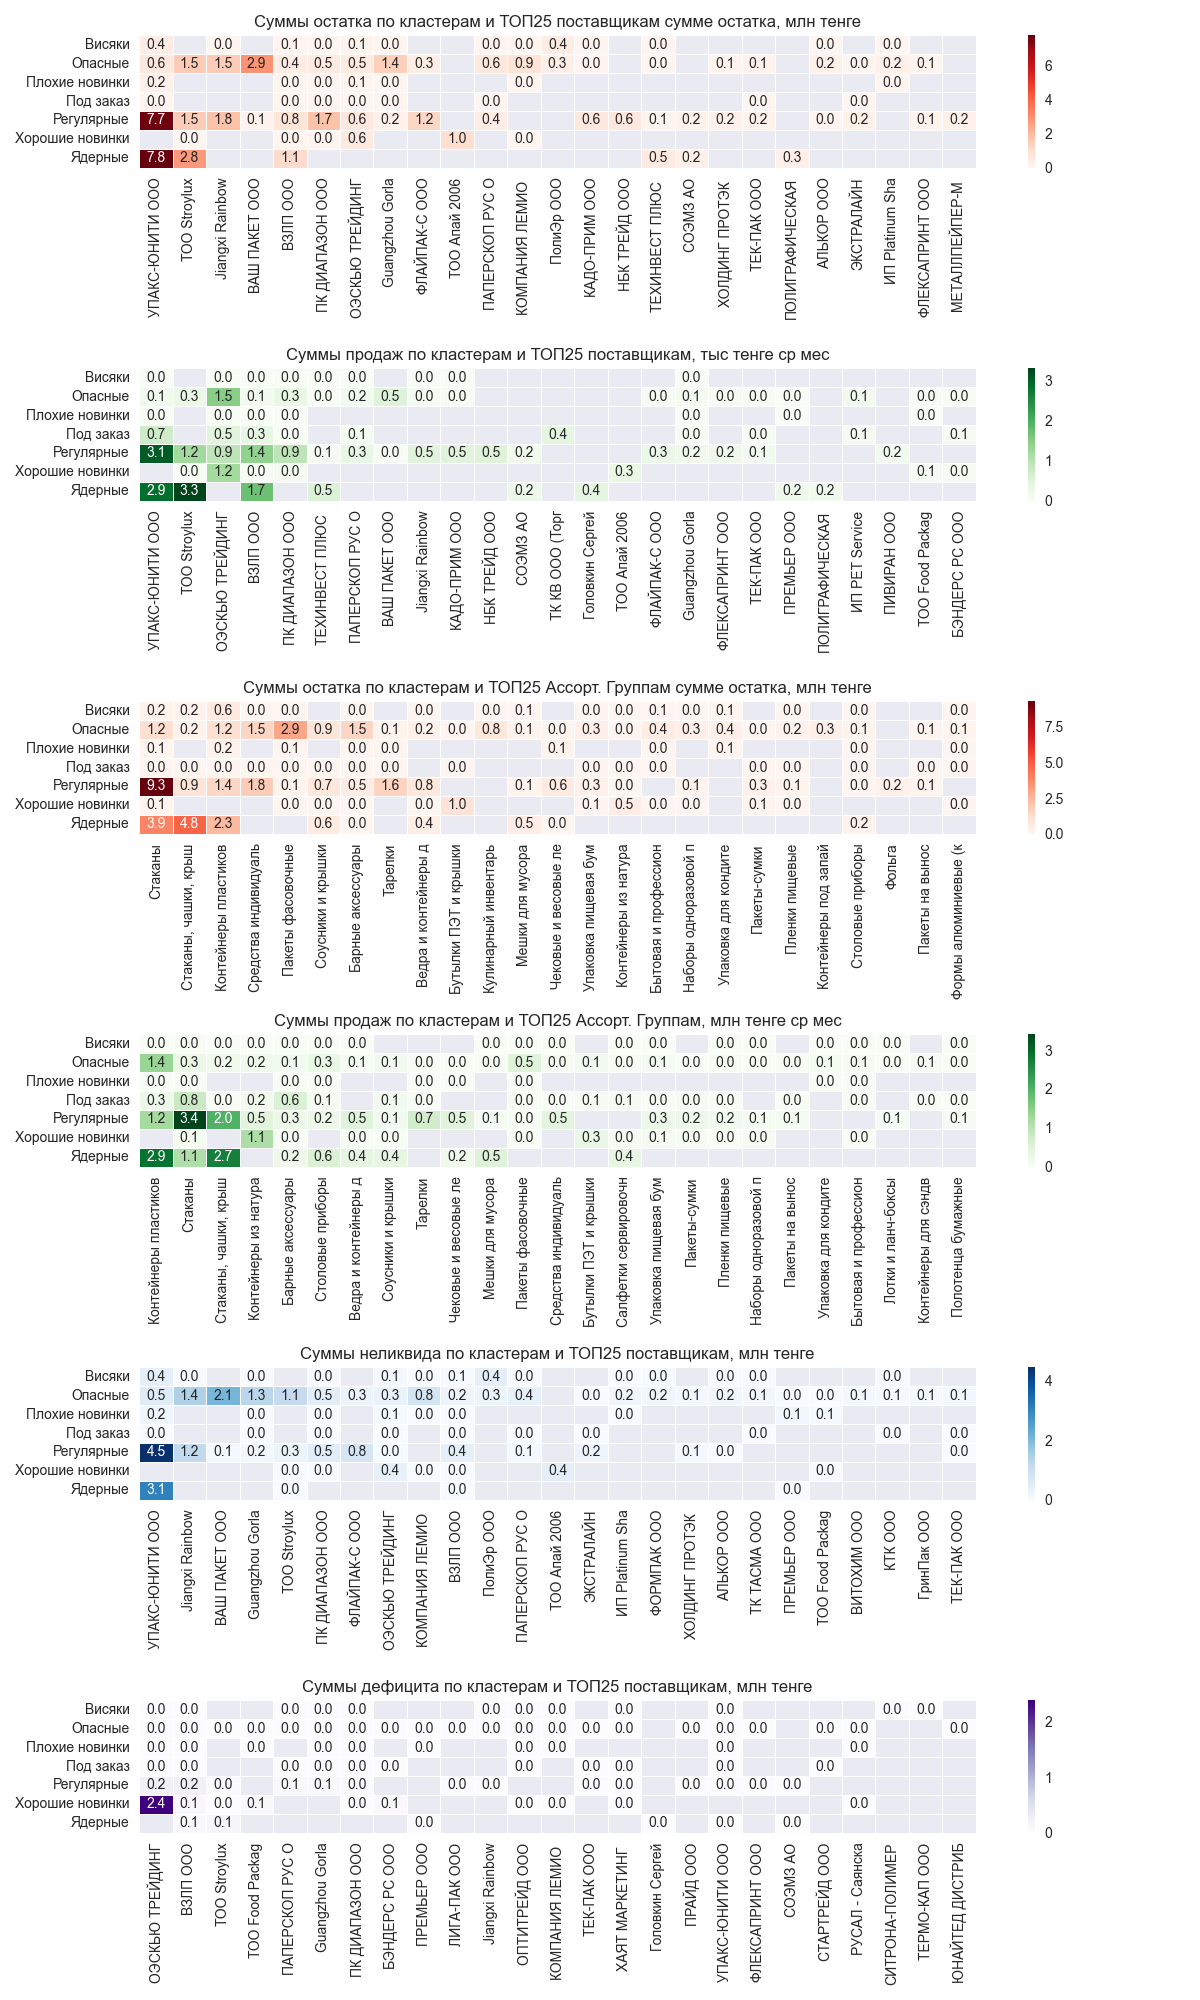 Суммы остатка по кластерам и ТОП25 поставщикам сумме остатка, млн тенге
Висяки 0.4 0.0 0.1 0.0 0.1 0.0 0.0 0.0 0.4 0.0 0.0 0.0 0.0
Опасные 0.6 1.5 1.5 2.9 0.4 0.5 0.5 1.4 0.3 0.6 0.9 0.3 0.0 0.0 0.1 0.1 0.2 0.0 0.2 0.1
Плохие новинки 0.2 0.0 0.0 0.1 0.0 0.0 0.0
Под заказ 0.0 0.0 0.0 0.0 0.0 0.0 0.0 0.0
Регулярные 7.7 1.5 1.8 0.1 0.8 1.7 0.6 0.2 1.2 0.4 0.6 0.6 0.1 0.2 0.2 0.2 0.0 0.2 0.1 0.2
Хорошие новинки 0.0 0.0 0.0 0.6 1.0 0.0
Ядерные 7.8 2.8 1.1 0.5 0.2 0.3
6
4
2
0
УПАКС-ЮНИТИ ООО
ТОО Stroylux
Jiangxi Rainbow
ВАШ ПАКЕТ ООО
ВЗЛП ООО
ПК ДИАПАЗОН ООО
ОЭСКЬЮ ТРЕЙДИНГ
Guangzhou Gorla
ФЛАЙПАК-С ООО
ТОО Апай 2006
ПАПЕРСКОП РУС О
КОМПАНИЯ ЛЕМИО
ПолиЭр ООО
КАДО-ПРИМ ООО
НБК ТРЕЙД ООО
ТЕХИНВЕСТ ПЛЮС
СОЭМЗ АО
ХОЛДИНГ ПРОТЭК
ТЕК-ПАК ООО
ПОЛИГРАФИЧЕСКАЯ
АЛЬКОР ООО
ЭКСТРАЛАЙН
ИП Platinum Sha
ФЛЕКСАПРИНТ ООО
МЕТАЛЛПЕЙПЕР-М
Суммы продаж по кластерам и ТОП25 поставщикам, тыс тенге ср мес
Висяки 0.0 0.0 0.0 0.0 0.0 0.0 0.0 0.0 0.0
Опасные 0.1 0.3 1.5 0.1 0.3 0.0 0.2 0.5 0.0 0.0 0.0 0.1 0.0 0.0 0.0 0.1 0.0 0.0
Плохие новинки 0.0 0.0 0.0 0.0 0.0 0.0 0.0
Под заказ 0.7 0.5 0.3 0.0 0.1 0.4 0.0 0.0 0.1 0.1
Регулярные 3.1 1.2 0.9 1.4 0.9 0.1 0.3 0.0 0.5 0.5 0.5 0.2 0.3 0.2 0.2 0.1 0.2
Хорошие новинки 0.0 1.2 0.0 0.0 0.3 0.1 0.0
Ядерные 2.9 3.3 1.7 0.5 0.2 0.4 0.2 0.2
3
2
1
0
УПАКС-ЮНИТИ ООО
ТОО Stroylux
ОЭСКЬЮ ТРЕЙДИНГ
ВЗЛП ООО
ПК ДИАПАЗОН ООО
ТЕХИНВЕСТ ПЛЮС
ПАПЕРСКОП РУС О
ВАШ ПАКЕТ ООО
Jiangxi Rainbow
КАДО-ПРИМ ООО
НБК ТРЕЙД ООО
СОЭМЗ АО
ТК КВ ООО (Торг
Головкин Сергей
ТОО Апай 2006
ФЛАЙПАК-С ООО
Guangzhou Gorla
ФЛЕКСАПРИНТ ООО
ТЕК-ПАК ООО
ПРЕМЬЕР ООО
ПОЛИГРАФИЧЕСКАЯ
ИП PET Service
ПИВИРАН ООО
ТОО Food Packag
БЭНДЕРС РС ООО
Суммы остатка по кластерам и ТОП25 Ассорт. Группам сумме остатка, млн тенге
Висяки 0.2 0.2 0.6 0.0 0.0 0.0 0.0 0.0 0.0 0.1 0.0 0.0 0.1 0.0 0.1 0.0 0.0 0.0
Опасные 1.2 0.2 1.2 1.5 2.9 0.9 1.5 0.1 0.2 0.0 0.8 0.1 0.0 0.3 0.0 0.4 0.3 0.4 0.0 0.2 0.3 0.1 0.1 0.1
Плохие новинки 0.1 0.2 0.1 0.0 0.0 0.1 0.0 0.1 0.0 0.0
Под заказ 0.0 0.0 0.0 0.0 0.0 0.0 0.0 0.0 0.0 0.0 0.0 0.0 0.0 0.0 0.0 0.0 0.0
Регулярные 9.3 0.9 1.4 1.8 0.1 0.7 0.5 1.6 0.8 0.1 0.6 0.3 0.0 0.1 0.3 0.1 0.0 0.2 0.1
Хорошие новинки 0.1 0.0 0.0 0.0 0.0 1.0 0.1 0.5 0.0 0.0 0.1 0.0 0.0
Ядерные 3.9 4.8 2.3 0.6 0.0 0.4 0.5 0.0 0.2
7.5
5.0
2.5
0.0
Стаканы
Стаканы, чашки, крыш
Контейнеры пластиков
Средства индивидуаль
Пакеты фасовочные
Соусники и крышки
Барные аксессуары
Тарелки
Ведра и контейнеры д
Бутылки ПЭТ и крышки
Кулинарный инвентарь
Мешки для мусора
Чековые и весовые ле
Упаковка пищевая бум
Контейнеры из натура
Бытовая и профессион
Наборы одноразовой п
Упаковка для кондите
Пакеты-сумки
Пленки пищевые
Контейнеры под запай
Столовые приборы
Фольга
Пакеты на вынос
Формы алюминиевые (к
Суммы продаж по кластерам и ТОП25 Ассорт. Группам, млн тенге ср мес
Висяки 0.0 0.0 0.0 0.0 0.0 0.0 0.0 0.0 0.0 0.0 0.0 0.0 0.0 0.0 0.0 0.0 0.0 0.0
Опасные 1.4 0.3 0.2 0.2 0.1 0.3 0.1 0.1 0.0 0.0 0.0 0.5 0.0 0.1 0.0 0.1 0.0 0.0 0.0 0.0 0.1 0.1 0.0 0.1 0.0
Плохие новинки 0.0 0.0 0.0 0.0 0.0 0.0 0.0 0.0 0.0
Под заказ 0.3 0.8 0.0 0.2 0.6 0.1 0.1 0.0 0.0 0.0 0.1 0.1 0.0 0.0 0.0 0.0 0.0 0.0 0.0
Регулярные 1.2 3.4 2.0 0.5 0.3 0.2 0.5 0.1 0.7 0.5 0.1 0.0 0.5 0.3 0.2 0.2 0.1 0.1 0.1 0.1
Хорошие новинки 0.1 1.1 0.0 0.0 0.0 0.0 0.3 0.0 0.1 0.0 0.0 0.0 0.0
Ядерные 2.9 1.1 2.7 0.2 0.6 0.4 0.4 0.2 0.5 0.4
3
2
1
0
Контейнеры пластиков
Стаканы
Стаканы, чашки, крыш
Контейнеры из натура
Барные аксессуары
Столовые приборы
Ведра и контейнеры д
Соусники и крышки
Тарелки
Чековые и весовые ле
Мешки для мусора
Пакеты фасовочные
Средства индивидуаль
Бутылки ПЭТ и крышки
Салфетки сервировочн
Упаковка пищевая бум
Пакеты-сумки
Пленки пищевые
Наборы одноразовой п
Пакеты на вынос
Упаковка для кондите
Бытовая и профессион
Лотки и ланч-боксы
Контейнеры для сэндв
Полотенца бумажные
Суммы неликвида по кластерам и ТОП25 поставщикам, млн тенге
Висяки 0.4 0.0 0.0 0.0 0.1 0.0 0.1 0.4 0.0 0.0 0.0 0.0 0.0 0.0
Опасные 0.5 1.4 2.1 1.3 1.1 0.5 0.3 0.3 0.8 0.2 0.3 0.4 0.0 0.2 0.2 0.1 0.2 0.1 0.0 0.0 0.1 0.1 0.1 0.1
Плохие новинки 0.2 0.0 0.0 0.1 0.0 0.0 0.0 0.1 0.1
Под заказ 0.0 0.0 0.0 0.0 0.0 0.0 0.0 0.0 0.0 0.0 0.0
Регулярные 4.5 1.2 0.1 0.2 0.3 0.5 0.8 0.0 0.4 0.1 0.2 0.1 0.0 0.0
Хорошие новинки 0.0 0.0 0.4 0.0 0.0 0.4 0.0
Ядерные 3.1 0.0 0.0 0.0
4
2
0
УПАКС-ЮНИТИ ООО
Jiangxi Rainbow
ВАШ ПАКЕТ ООО
Guangzhou Gorla
ТОО Stroylux
ПК ДИАПАЗОН ООО
ФЛАЙПАК-С ООО
ОЭСКЬЮ ТРЕЙДИНГ
КОМПАНИЯ ЛЕМИО
ВЗЛП ООО
ПолиЭр ООО
ПАПЕРСКОП РУС О
ТОО Апай 2006
ЭКСТРАЛАЙН
ИП Platinum Sha
ФОРМПАК ООО
ХОЛДИНГ ПРОТЭК
АЛЬКОР ООО
ТК ТАСМА ООО
ПРЕМЬЕР ООО
ТОО Food Packag
ВИТОХИМ ООО
КТК ООО
ГринПак ООО
ТЕК-ПАК ООО
Суммы дефицита по кластерам и ТОП25 поставщикам, млн тенге
Висяки 0.0 0.0 0.0 0.0 0.0 0.0 0.0 0.0 0.0 0.0 0.0 0.0
Опасные 0.0 0.0 0.0 0.0 0.0 0.0 0.0 0.0 0.0 0.0 0.0 0.0 0.0 0.0 0.0 0.0 0.0 0.0 0.0 0.0 0.0
Плохие новинки 0.0 0.0 0.0 0.0 0.0 0.0 0.0 0.0 0.0 0.0
Под заказ 0.0 0.0 0.0 0.0 0.0 0.0 0.0 0.0 0.0 0.0 0.0
Регулярные 0.2 0.2 0.0 0.1 0.1 0.0 0.0 0.0 0.0 0.0 0.0 0.0 0.0 0.0
Хорошие новинки 2.4 0.1 0.0 0.1 0.0 0.1 0.0 0.0 0.0 0.0
Ядерные 0.1 0.1 0.0 0.0 0.0 0.0
2
1
0
ОЭСКЬЮ ТРЕЙДИНГ
ВЗЛП ООО
ТОО Stroylux
ТОО Food Packag
ПАПЕРСКОП РУС О
Guangzhou Gorla
ПК ДИАПАЗОН ООО
БЭНДЕРС РС ООО
ПРЕМЬЕР ООО
ЛИГА-ПАК ООО
Jiangxi Rainbow
ОПТИТРЕЙД ООО
КОМПАНИЯ ЛЕМИО
ТЕК-ПАК ООО
ХАЯТ МАРКЕТИНГ
Головкин Сергей
ПРАЙД ООО
УПАКС-ЮНИТИ ООО
ФЛЕКСАПРИНТ ООО
СОЭМЗ АО
СТАРТРЕЙД ООО
РУСАЛ - Саянска
СИТРОНА-ПОЛИМЕР
ТЕРМО-КАП ООО
ЮНАЙТЕД ДИСТРИБ